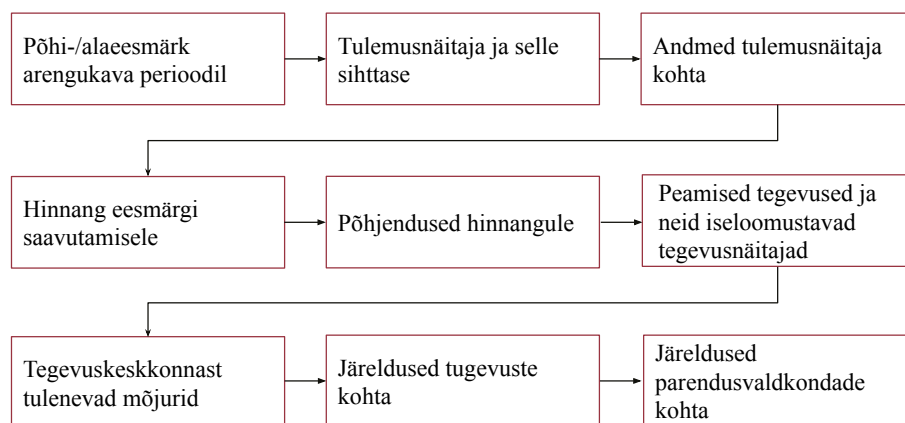 Põhi-/alaeesmärk
arengukava perioodil
Tulemusnäitaja ja selle
sihttase
Andmed tulemusnäitaja
kohta
Hinnang eesmärgi
saavutamisele
Põhjendused hinnangule
Peamised tegevused ja
neid iseloomustavad
tegevusnäitajad
Tegevuskeskkonnast
tulenevad mõjurid
Järeldused tugevuste
kohta
Järeldused
parendusvaldkondade
kohta